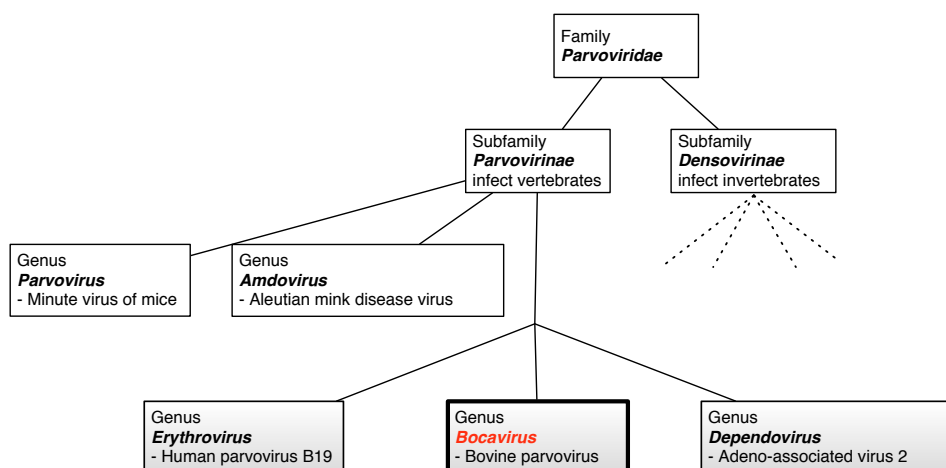 Family
Parvoviridae
Subfamily
Parvovirinae
infect vertebrates
Subfamily
Densovirinae
infect invertebrates
Genus
Parvovirus
- Minute virus of mice
Genus
Amdovirus
- Aleutian mink disease virus
Genus
Erythrovirus
- Human parvovirus B19
Genus
Bocavirus
- Bovine parvovirus
Genus
Dependovirus
- Adeno-associated virus 2